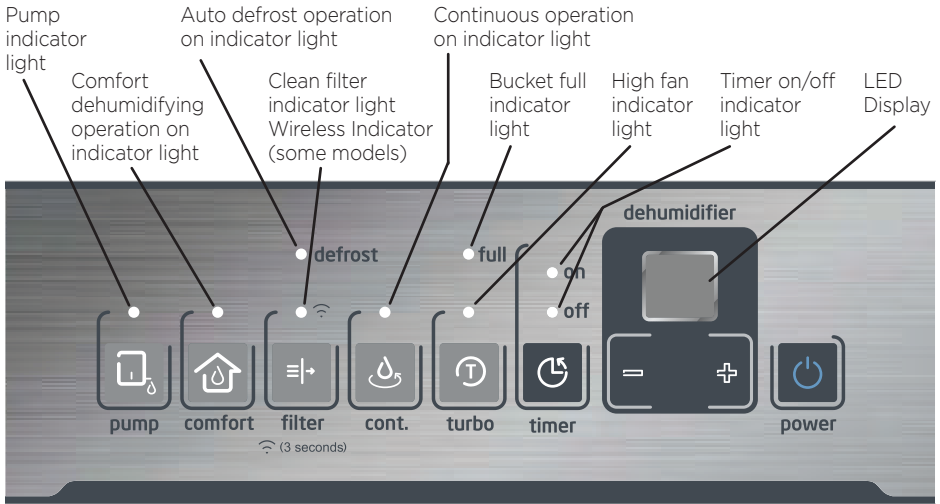 Pump
indicator
light
Auto defrost operation
on indicator light
Continuous operation
on indicator light
Comfort
dehumidifying
operation on
indicator light
Clean filter
indicator light
Wireless Indicator
(some models)
Bucket full
indicator
light
High fan
indicator
light
Timer on/off
indicator
light
LED
Display
dehumidifier
defrost
full
on
off
T
pump
comfort
filter
cont.
turbo
timer
power
(3 seconds)